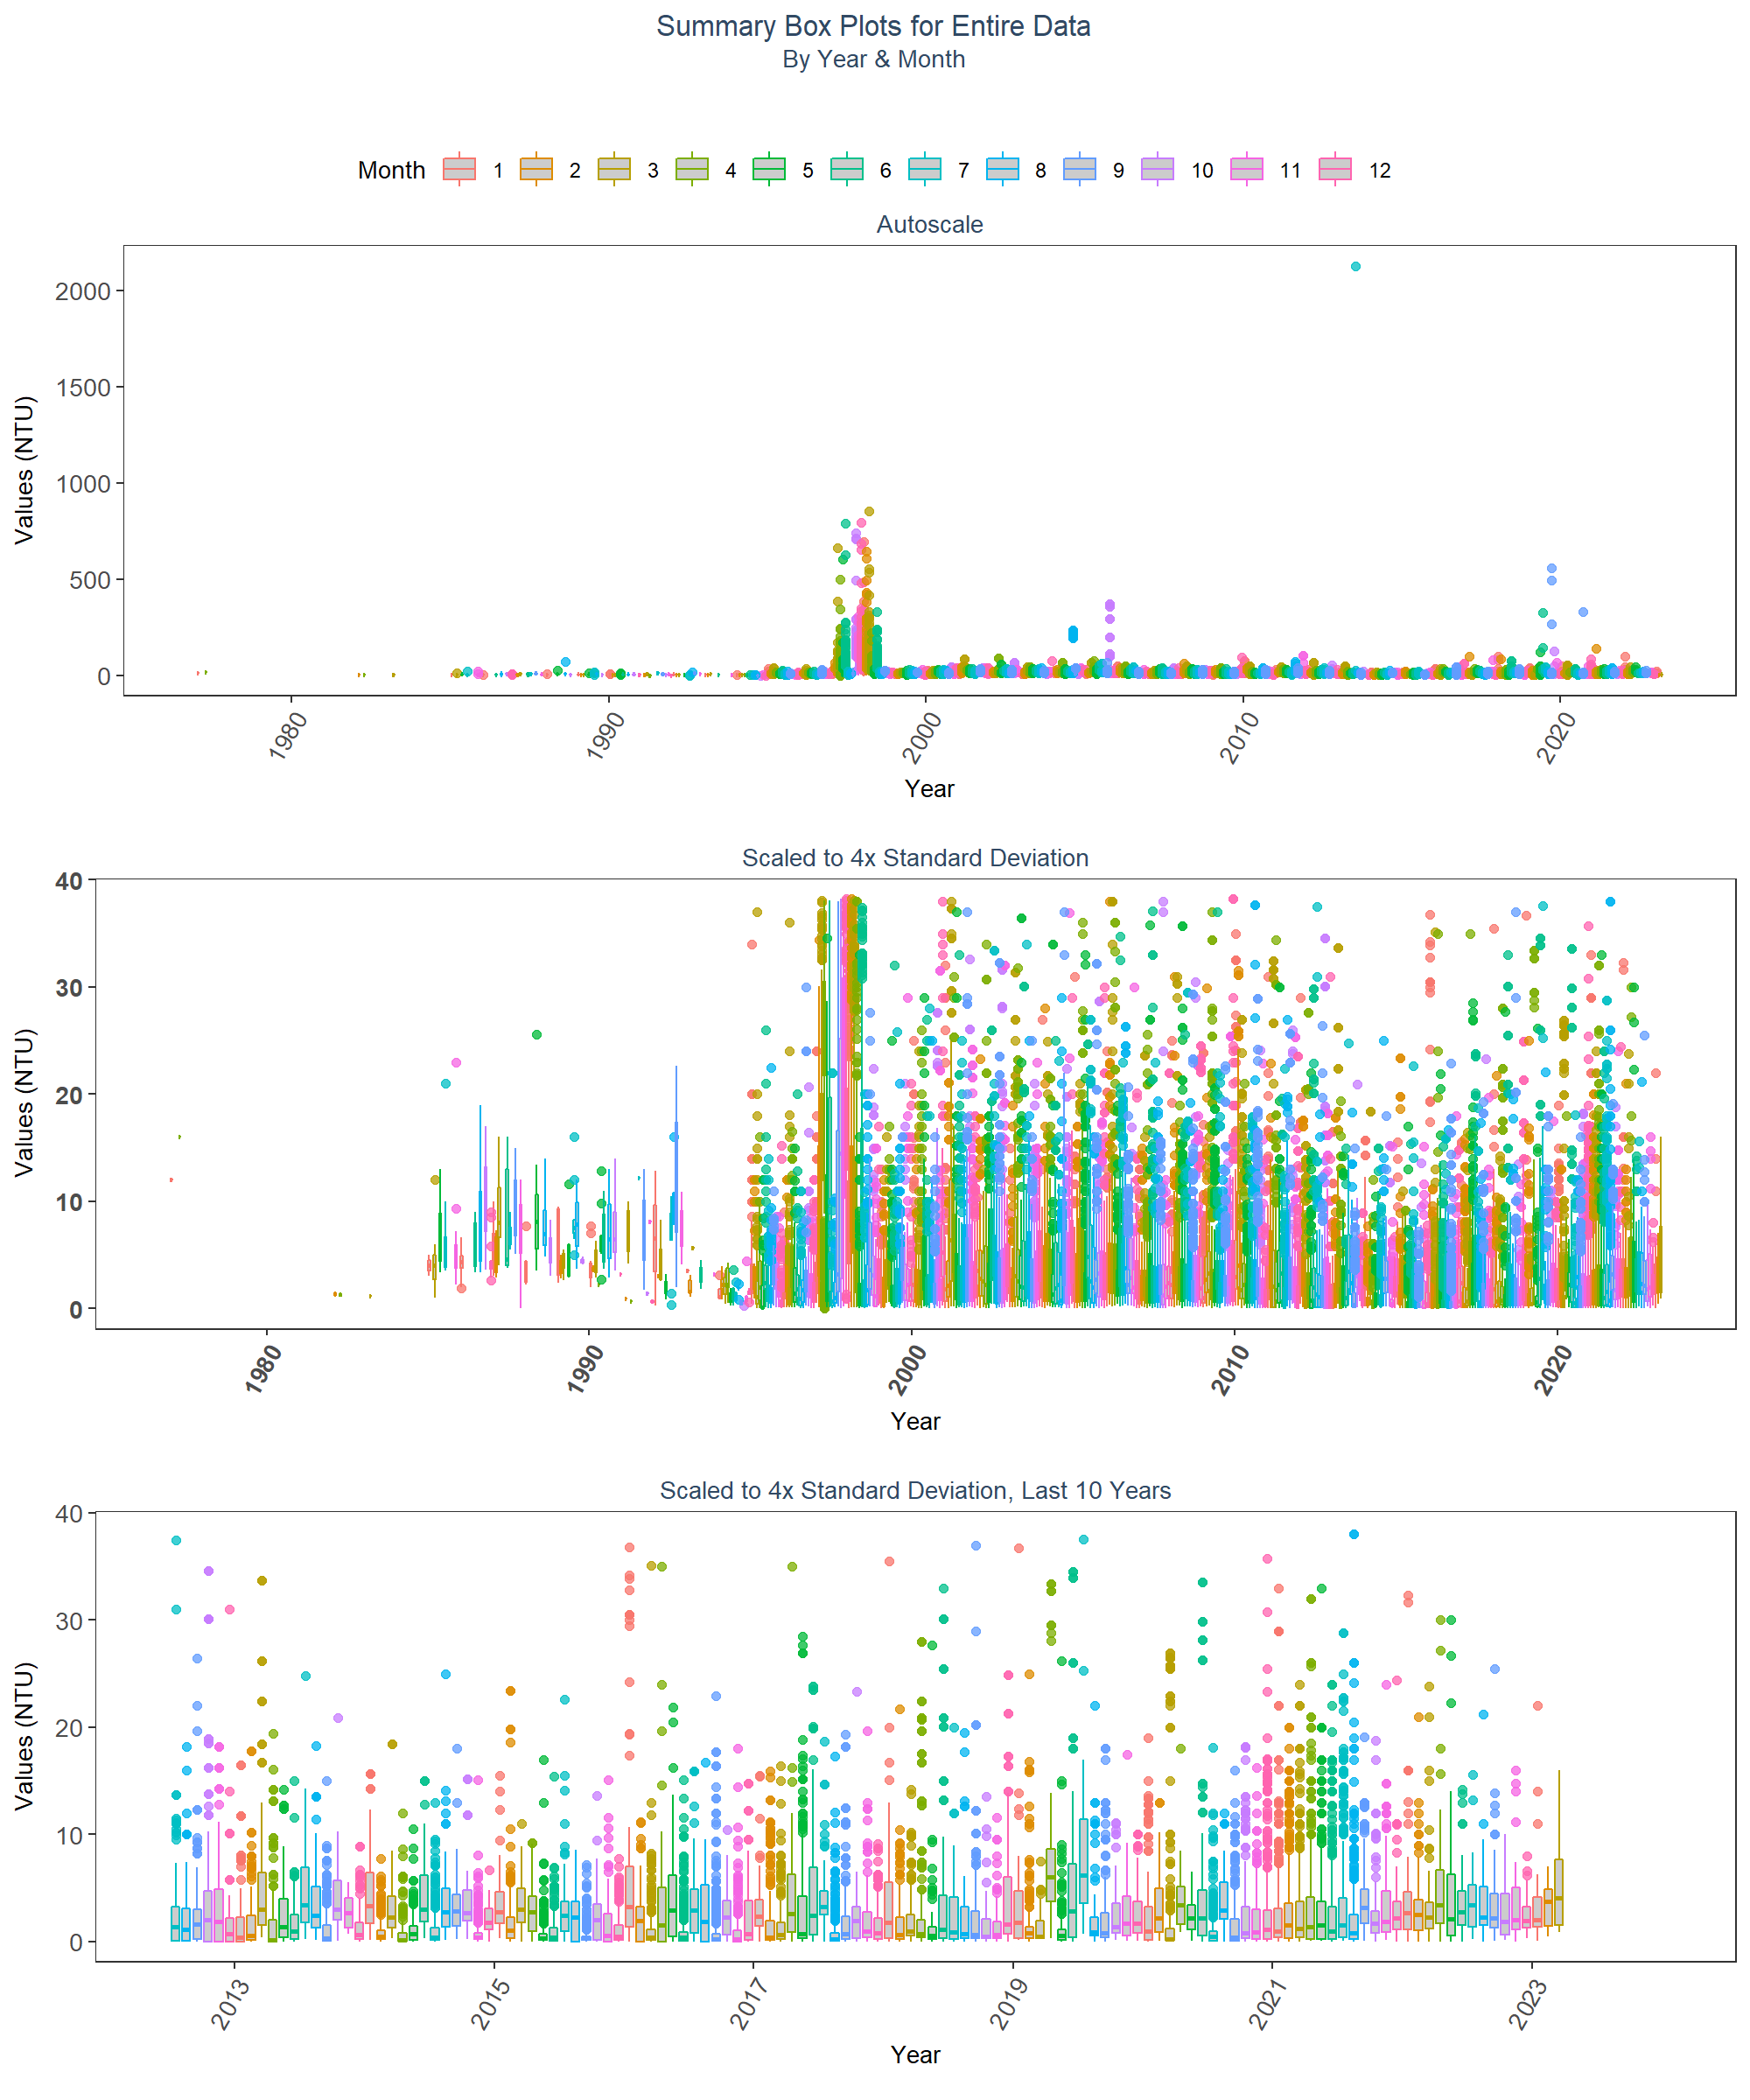 Summary Box Plots for Entire Data
By Year & Month
Month 1 2 3 4 5 6 7 8 9 10 11 12
Autoscale
Values (NTU)
2000
1500
1000
500
0
1980 1990 2000 2010 2020
Year
Scaled to 4x Standard Deviation
Values (NTU)
40
30
20
10
0
1980 1990 2000 2010 2020
Year
Scaled to 4x Standard Deviation, Last 10 Years
Values (NTU)
40
30
20
10
0
2013 2015 2017 2019 2021 2023
Year